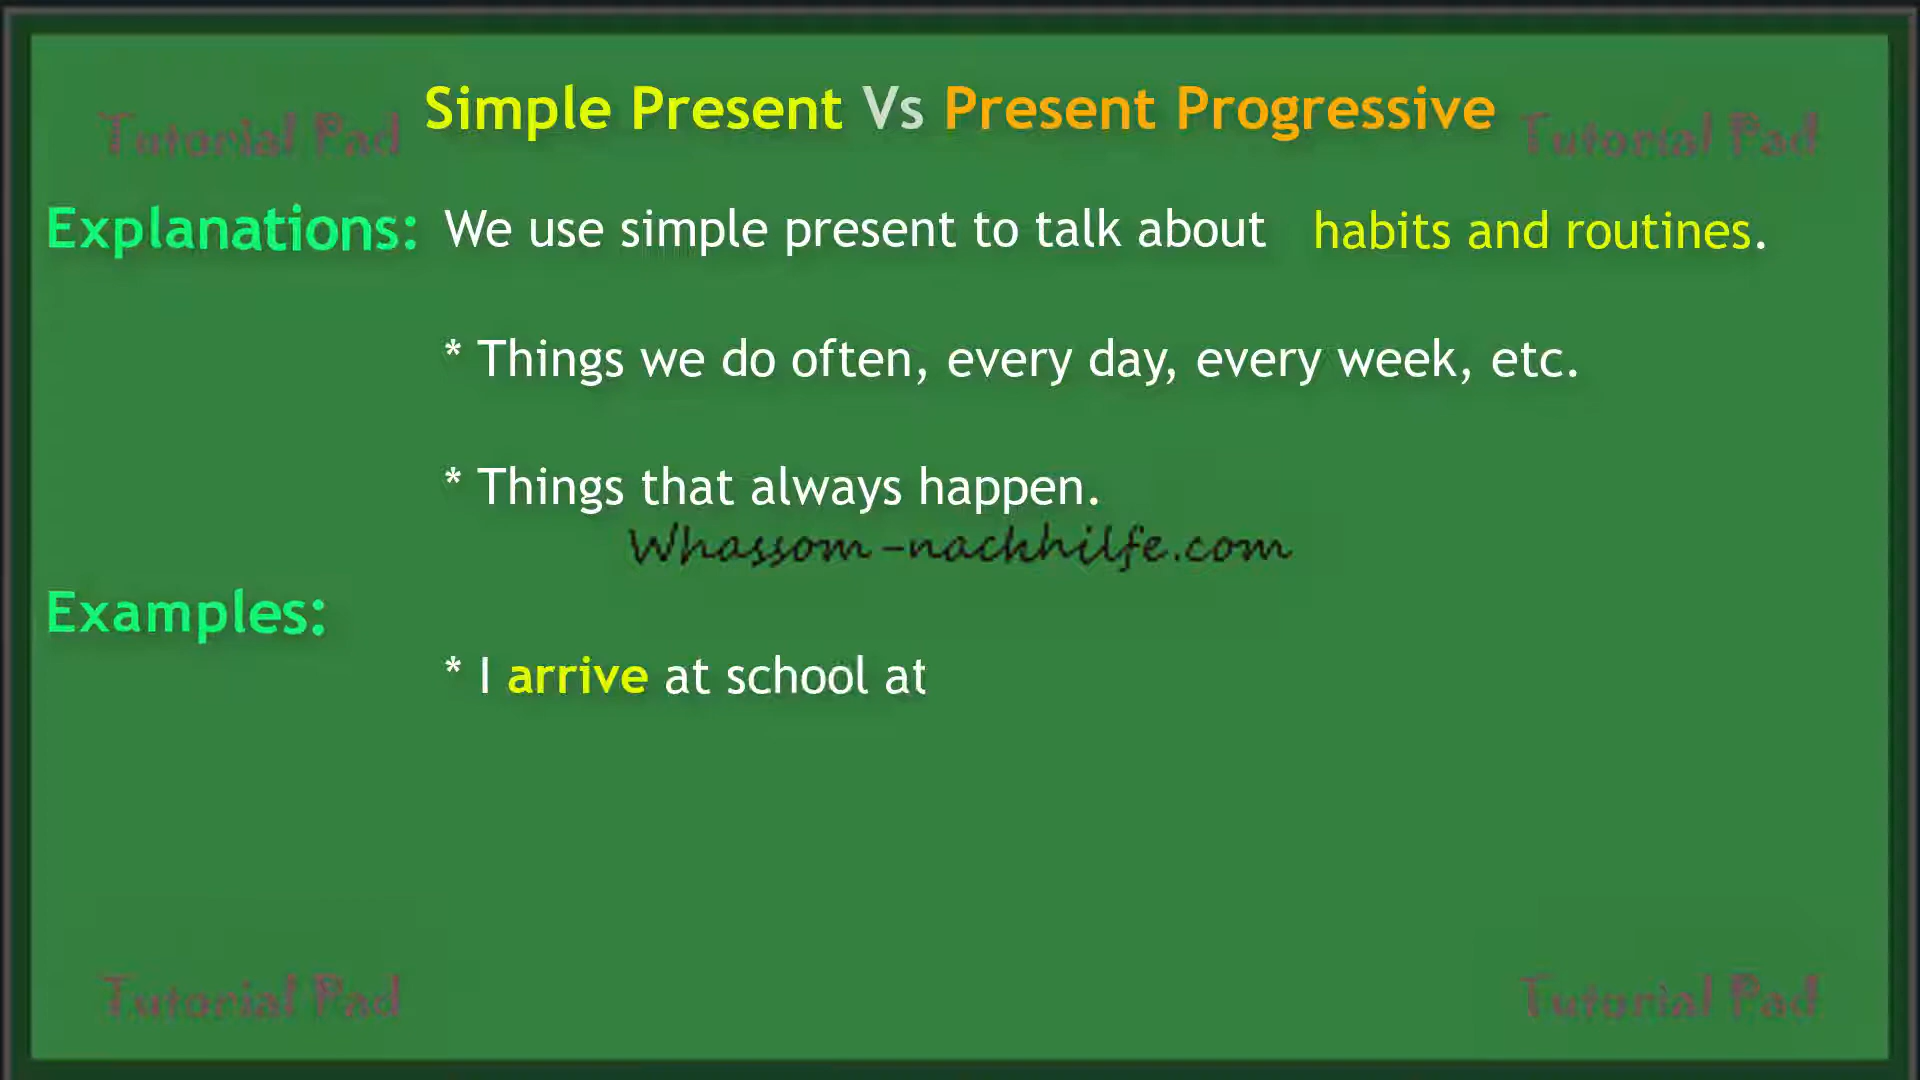 Simple Present Vs Present Progressive
Tutorial Pad
Tutorial Pad
Explanations: We use simple present to talk about habits and routines.
* Things we do often, every day, every week, etc.
* Things that always happen.
Whassom-nachhilfe.com
Examples:
* I arrive at school at
Tutorial Pad
Tutorial Pad